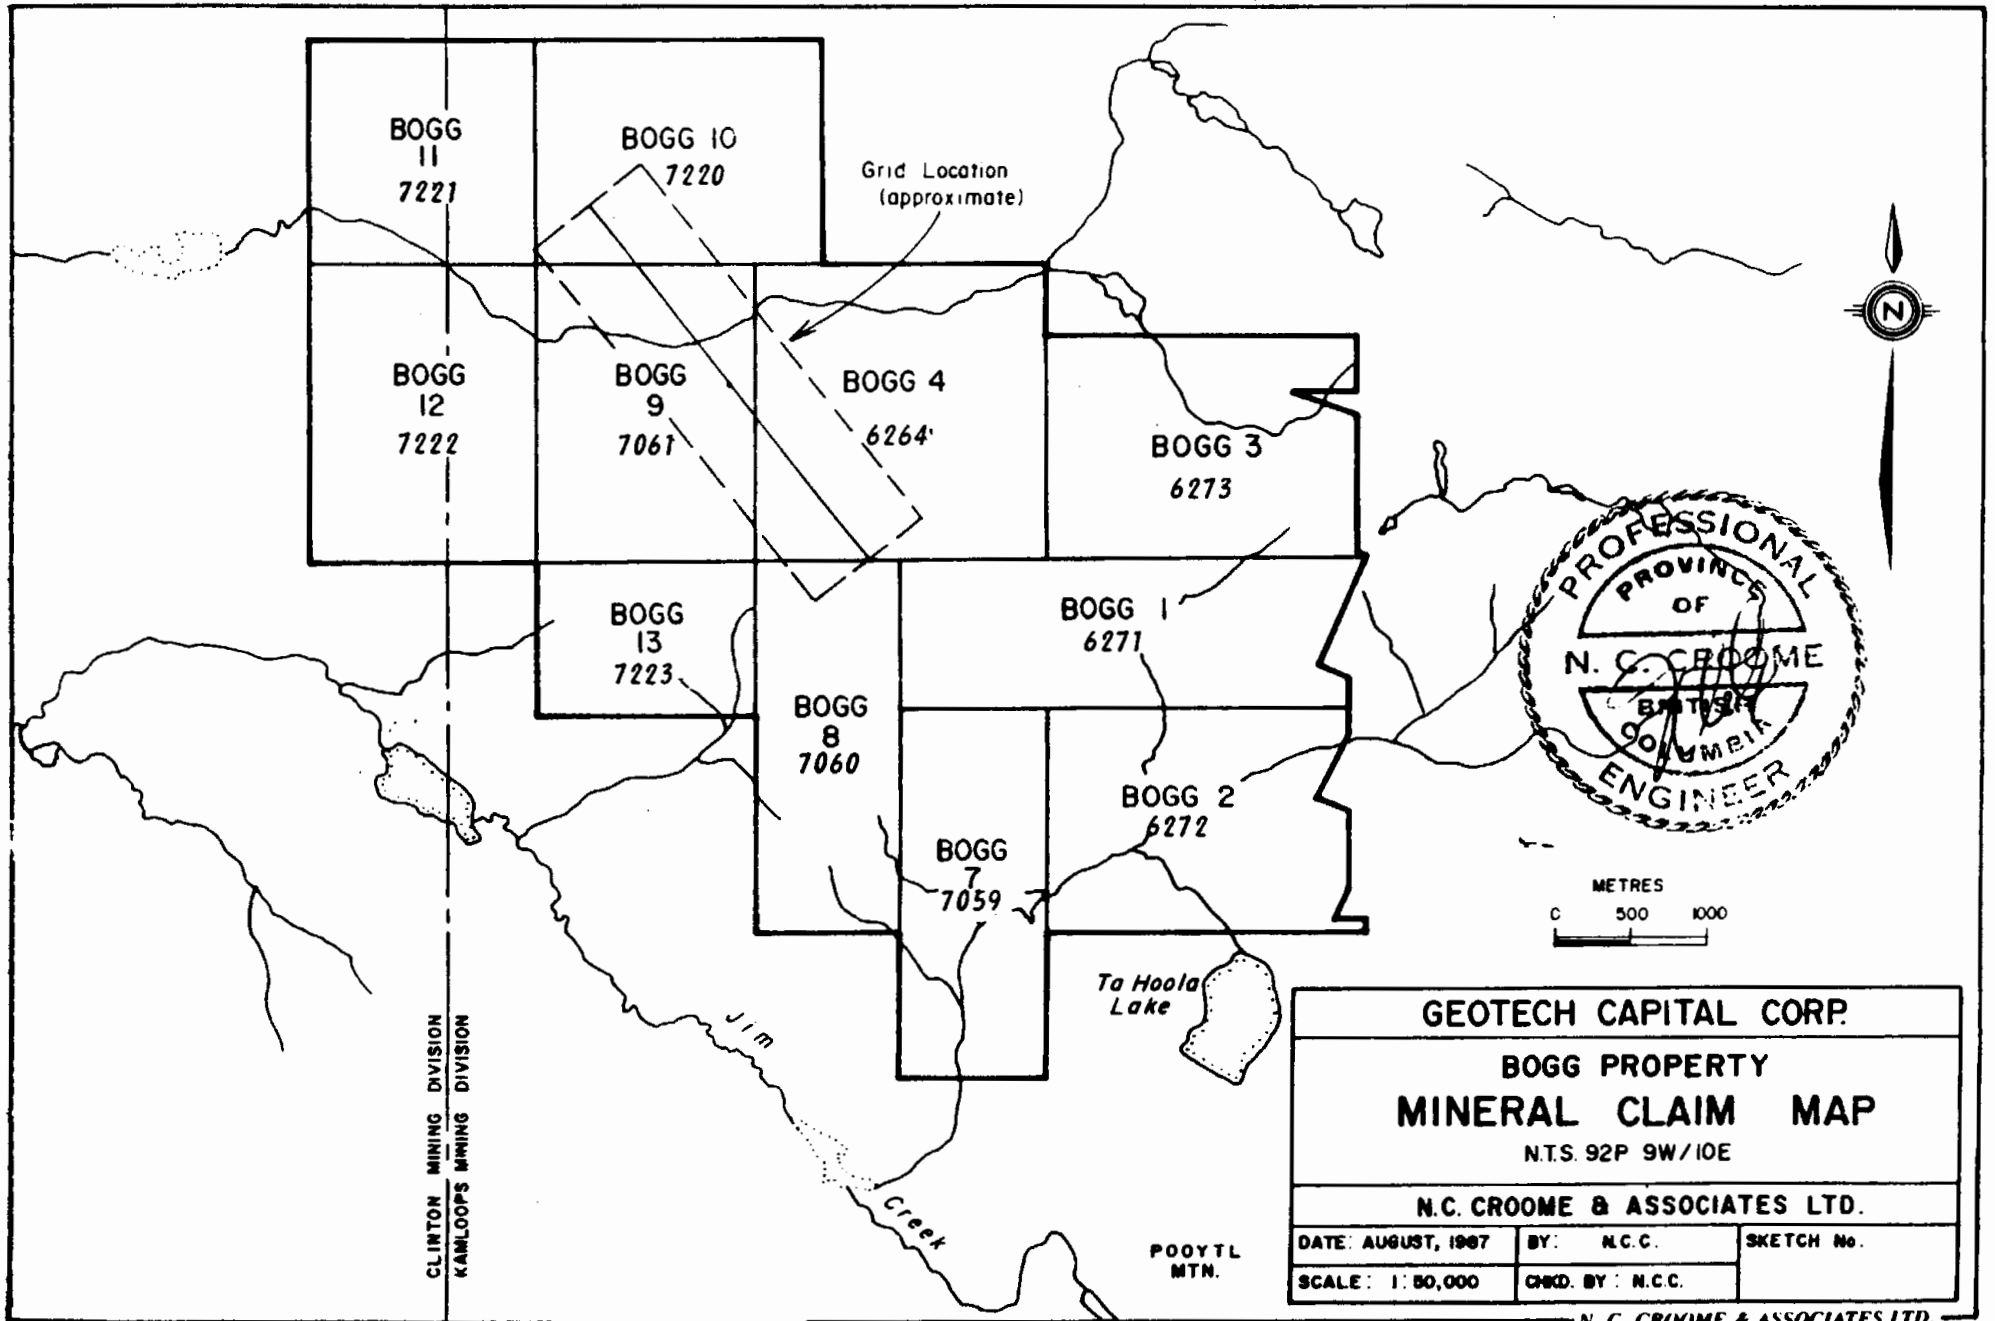 BOGG
11
7221
BOGG 10
7220
Grid Location
(approximate)
BOGG
12
7222
BOGG
9
7061
BOGG 4
6264
BOGG 3
6273
N
BOGG
13
7223
BOGG
8
7060
BOGG 1
6271
BOGG 2
6272
BOGG
7
7059
PROFESSIONAL
PROVINCE
OF
N. C. CROOME
BRITISH
COLUMBIA
ENGINEER
METRES
0 500 1000
Ta Hoola
Lake
Jim
Creek
CLINTON MINING DIVISION
KAMLOOPS MINING DIVISION
POOYTL
MTN.
GEOTECH CAPITAL CORP.
BOGG PROPERTY
MINERAL CLAIM MAP
N.T.S. 92P 9W/10E
N.C. CROOME & ASSOCIATES LTD.
DATE: AUGUST, 1987 BY: N.C.C. SKETCH No.
SCALE: 1:50,000 CHKD. BY: N.C.C.
N. C. CROOME & ASSOCIATES LTD.